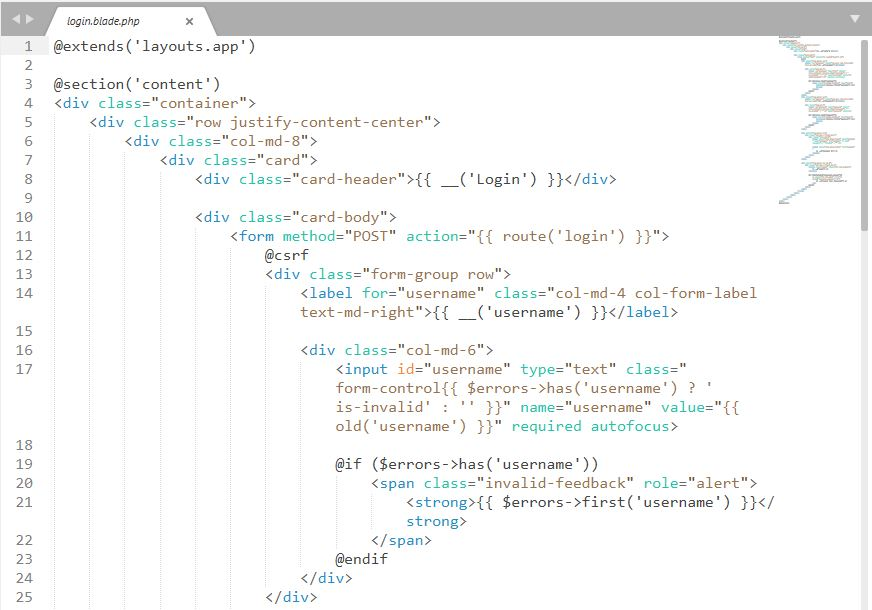 login.blade.php ×
1 @extends('layouts.app')
2
3 @section('content')
4 <div class="container">
5 <div class="row justify-content-center">
6 <div class="col-md-8">
7 <div class="card">
8 <div class="card-header">{{ __('Login') }}</div>
9
10 <div class="card-body">
11 <form method="POST" action="{{ route('login') }}">
12 @csrf
13 <div class="form-group row">
14 <label for="username" class="col-md-4 col-form-label
text-md-right">{{ __('username') }}</label>
15
16 <div class="col-md-6">
17 <input id="username" type="text" class="
form-control{{ $errors->has('username') ? '
is-invalid' : '' }}" name="username" value="{{
old('username') }}" required autofocus>
18
19 @if ($errors->has('username'))
20 <span class="invalid-feedback" role="alert">
21 <strong>{{ $errors->first('username') }}</
strong>
22 </span>
23 @endif
24 </div>
25 </div>